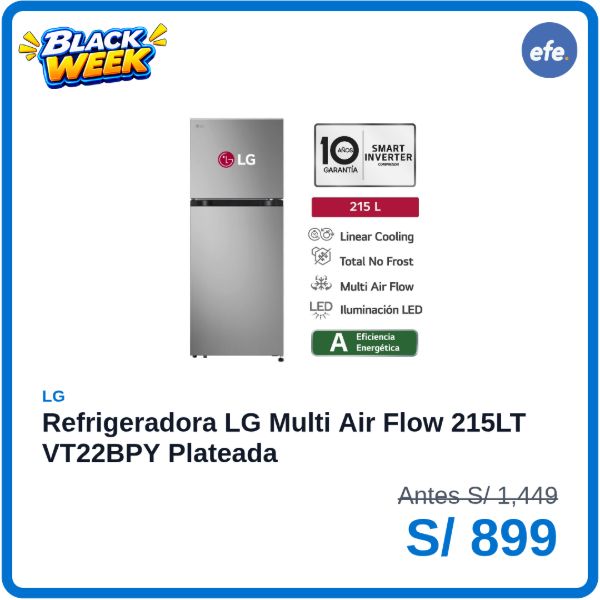 BLACK
WEEK
efe.
LG
10 AÑOS
GARANTÍA
SMART
INVERTER
COMPRESSOR
215 L
Linear Cooling
Total No Frost
Multi Air Flow
LED Iluminación LED
A Eficiencia
Energética
LG
Refrigeradora LG Multi Air Flow 215LT
VT22BPY Plateada
Antes S/ 1,449
S/ 899